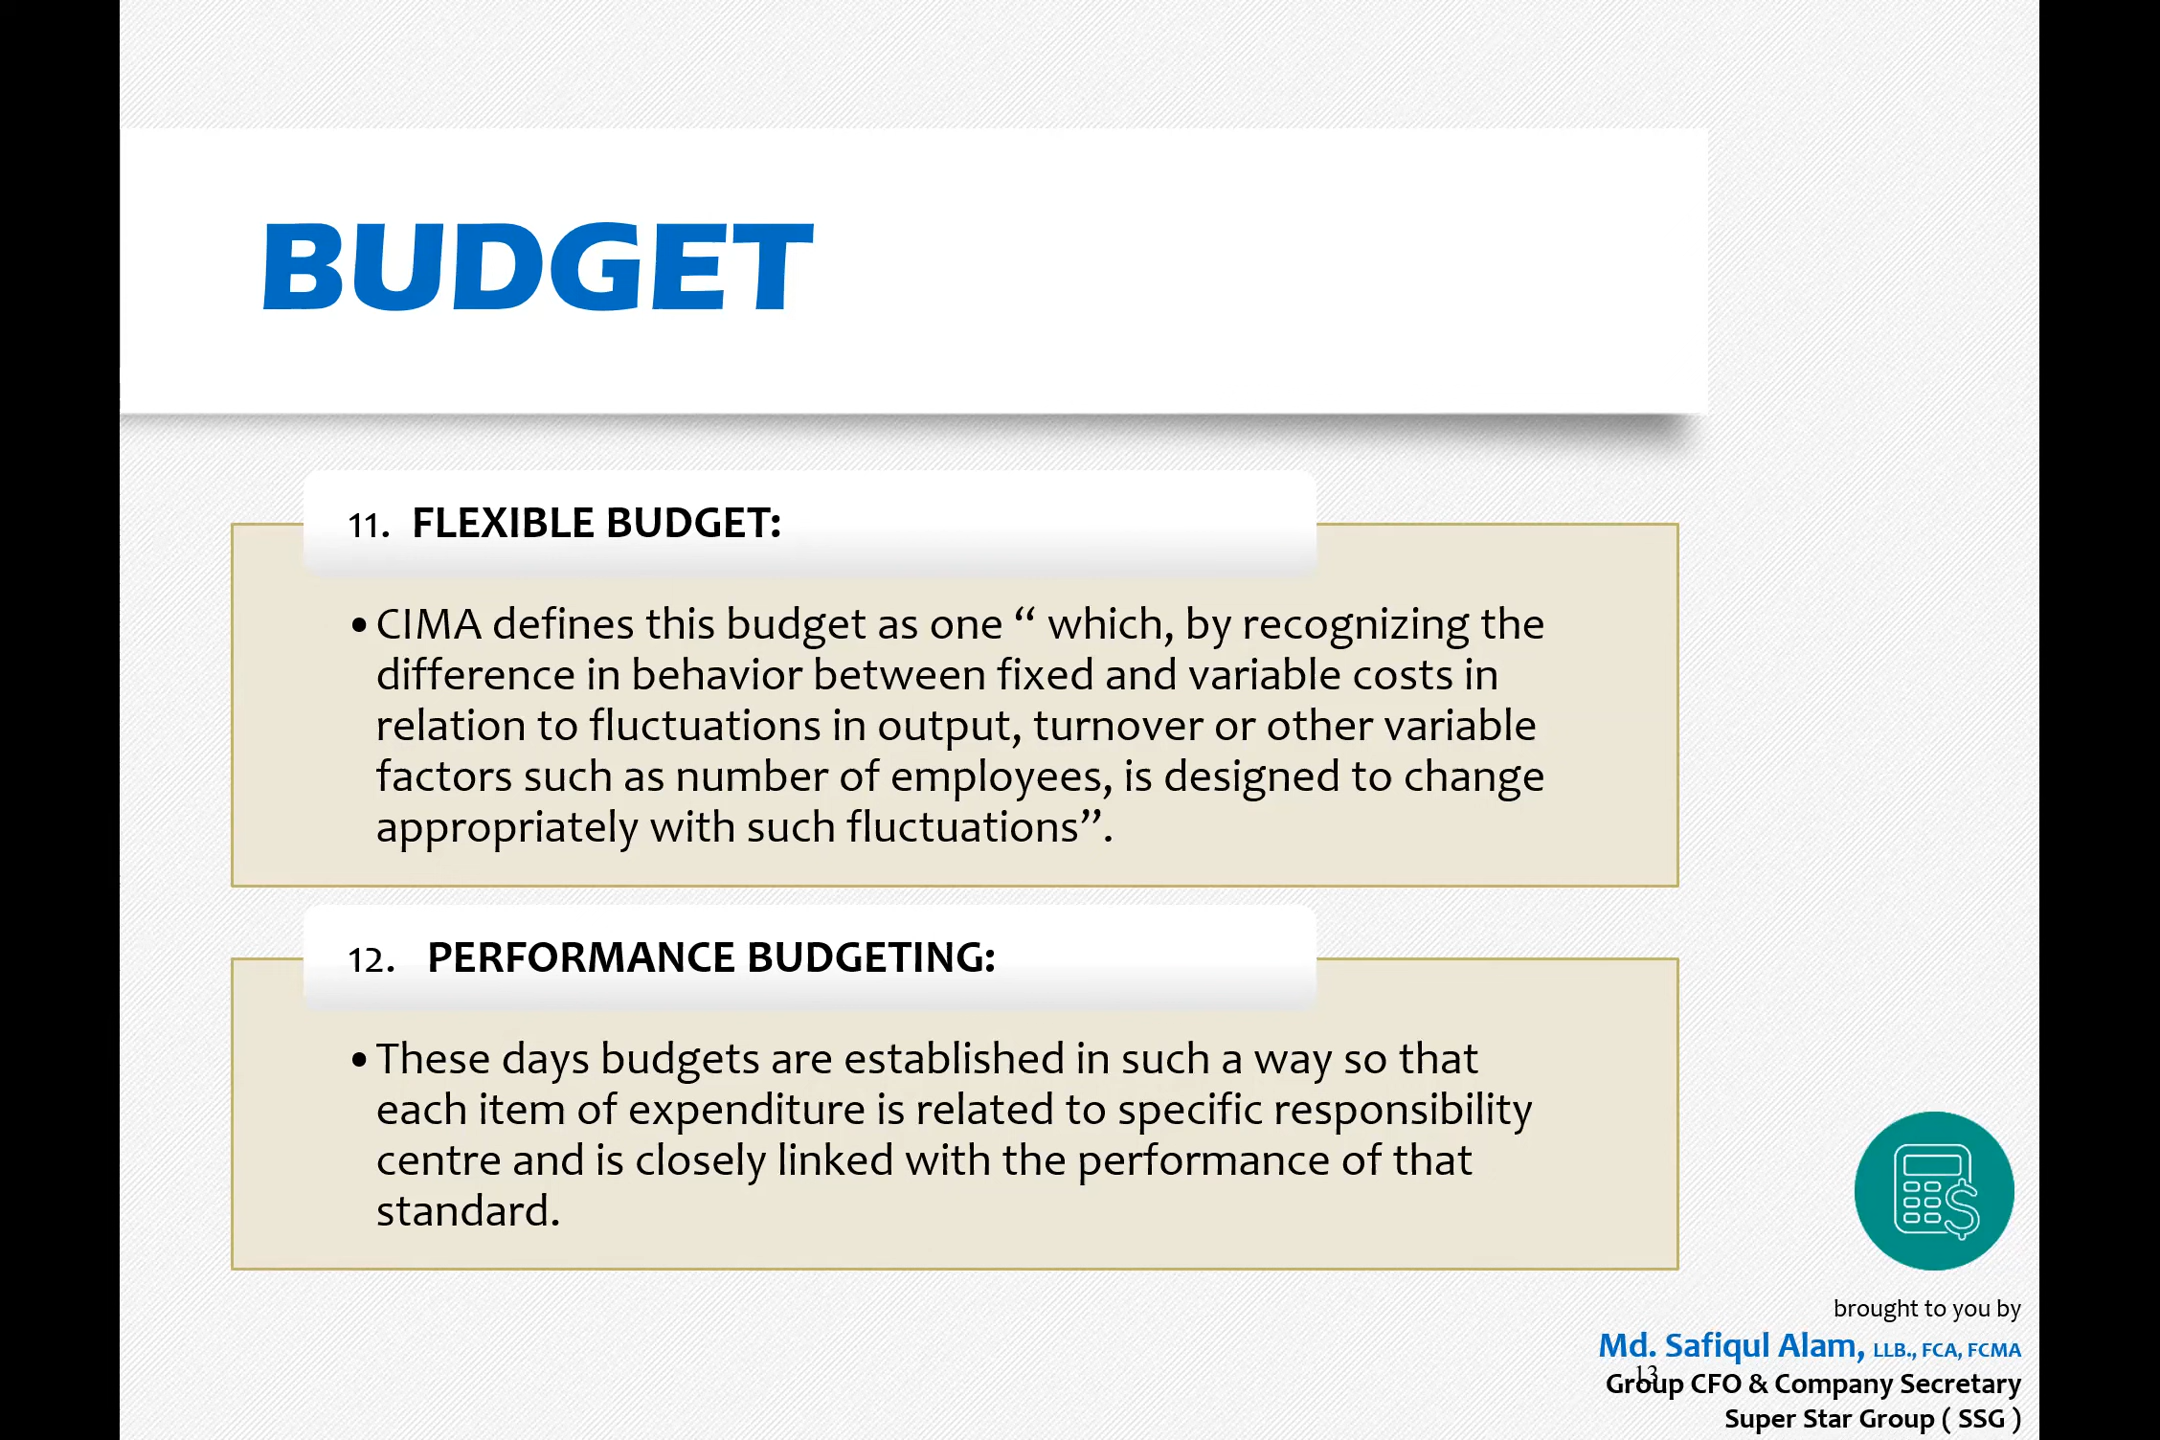 BUDGET
11. FLEXIBLE BUDGET:
• CIMA defines this budget as one “ which, by recognizing the
difference in behavior between fixed and variable costs in
relation to fluctuations in output, turnover or other variable
factors such as number of employees, is designed to change
appropriately with such fluctuations”.
12. PERFORMANCE BUDGETING:
• These days budgets are established in such a way so that
each item of expenditure is related to specific responsibility
centre and is closely linked with the performance of that
standard.
brought to you by
Md. Safiqul Alam, LLB., FCA, FCMA
13
Group CFO & Company Secretary
Super Star Group ( SSG )